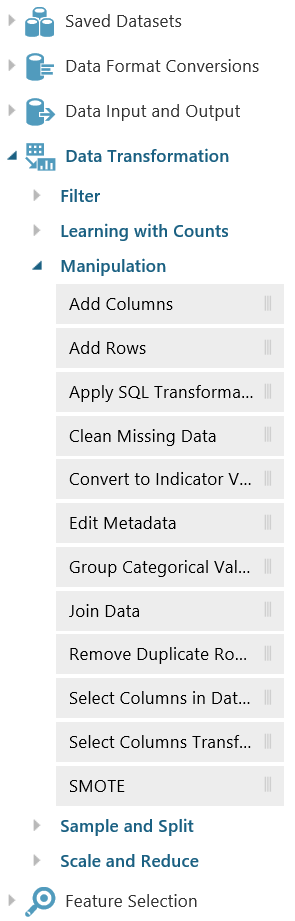 Saved Datasets
Data Format Conversions
Data Input and Output
Data Transformation
Filter
Learning with Counts
Manipulation
Add Columns
Add Rows
Apply SQL Transforma...
Clean Missing Data
Convert to Indicator V...
Edit Metadata
Group Categorical Val...
Join Data
Remove Duplicate Ro...
Select Columns in Dat...
Select Columns Transf...
SMOTE
Sample and Split
Scale and Reduce
Feature Selection